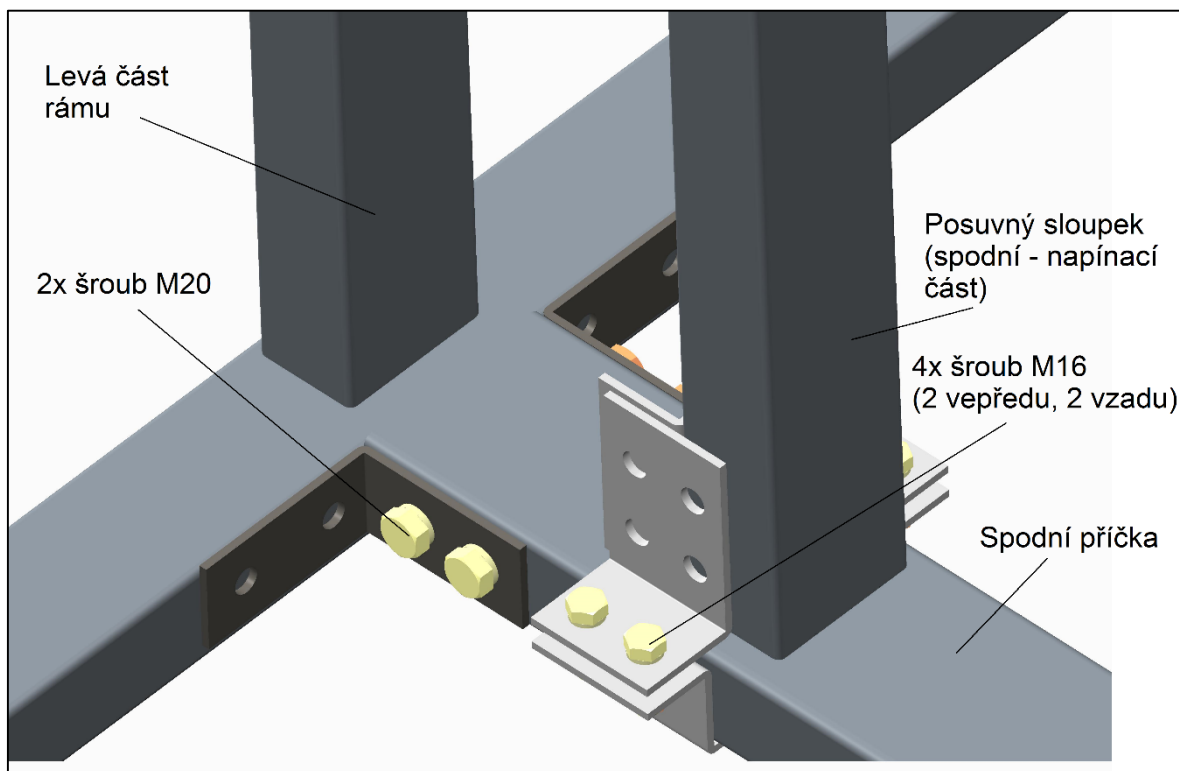 Levá část
rámu
2x šroub M20
Posuvný sloupek
(spodní - napínací
část)
4x šroub M16
(2 vepředu, 2 vzadu)
Spodní příčka